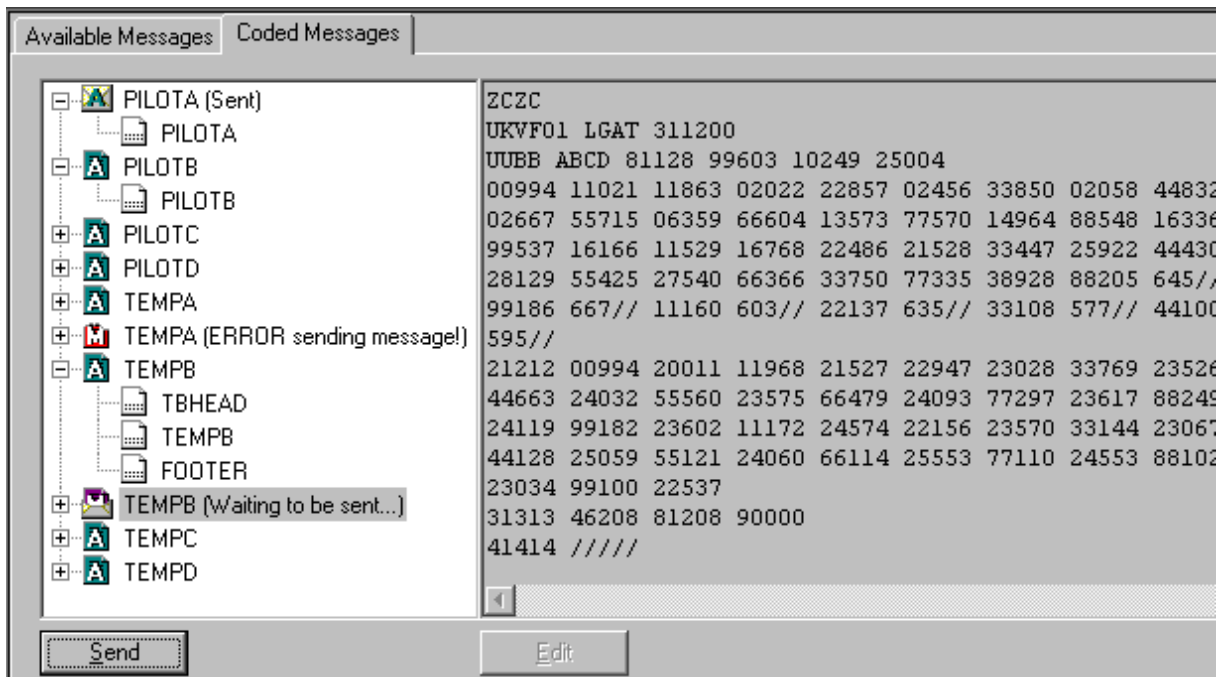 Available Messages
Coded Messages
PILOTA (Sent)
PILOTA
PILOTB
PILOTB
PILOTC
PILOTD
TEMPA
TEMPA (ERROR sending message!)
TEMPB
TBHEAD
TEMPB
FOOTER
TEMPB (Waiting to be sent...)
TEMPC
TEMPD
ZCZC
UKVF01 LGAT 311200
UUBB ABCD 81128 99603 10249 25004
00994 11021 11863 02022 22857 02456 33850 02058 44832
02667 55715 06359 66604 13573 77570 14964 88548 16336
99537 16166 11529 16768 22486 21528 33447 25922 44430
28129 55425 27540 66366 33750 77335 38928 88205 645//
99186 667// 11160 603// 22137 635// 33108 577// 44100
595//
21212 00994 20011 11968 21527 22947 23028 33769 23526
44663 24032 55560 23575 66479 24093 77297 23617 88249
24119 99182 23602 11172 24574 22156 23570 33144 23067
44128 25059 55121 24060 66114 25553 77110 24553 88102
23034 99100 22537
31313 46208 81208 90000
41414 /////
Send
Edit